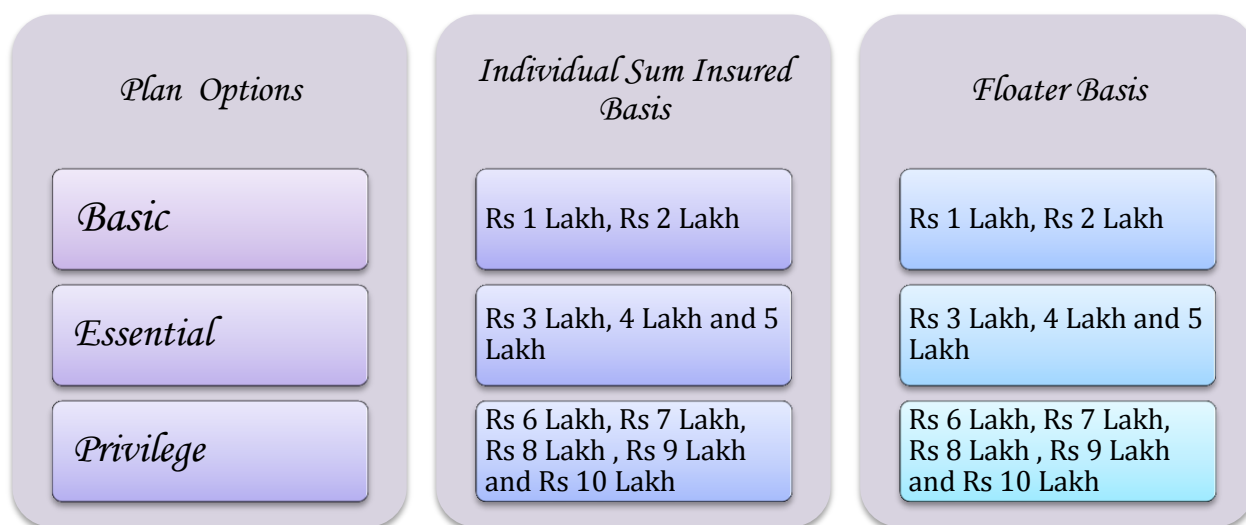 Plan Options
Individual Sum Insured
Basis
Floater Basis
Basic
Rs 1 Lakh, Rs 2 Lakh
Rs 1 Lakh, Rs 2 Lakh
Essential
Rs 3 Lakh, 4 Lakh and 5
Lakh
Rs 3 Lakh, 4 Lakh and 5
Lakh
Privilege
Rs 6 Lakh, Rs 7 Lakh,
Rs 8 Lakh , Rs 9 Lakh
and Rs 10 Lakh
Rs 6 Lakh, Rs 7 Lakh,
Rs 8 Lakh , Rs 9 Lakh
and Rs 10 Lakh